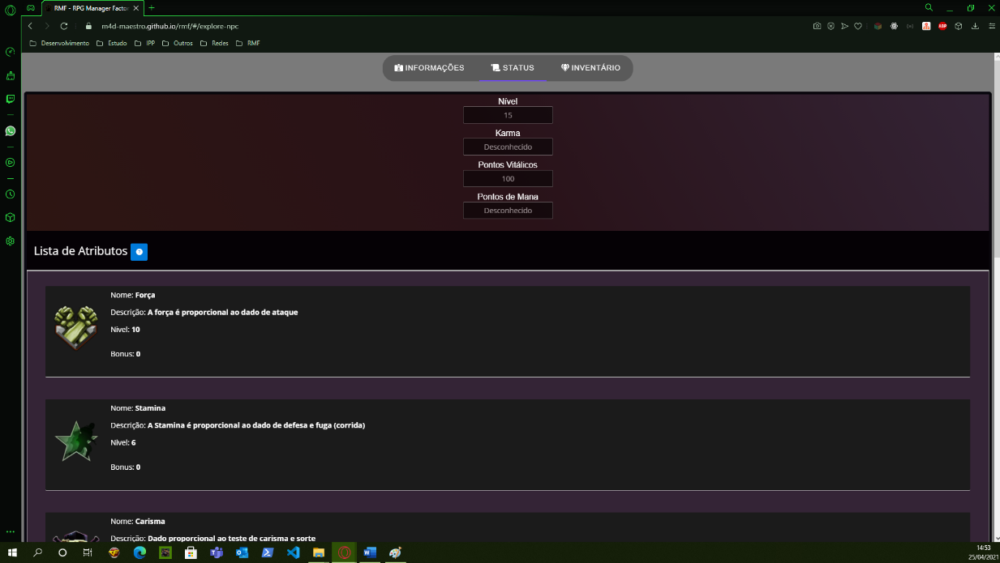 RMF - RPG Manager Factor
m4d-maestro.github.io/rmf/#/explore-npc
Desenvolvimento Estudo IPP Outros Redes RMF
INFORMAÇÕES STATUS INVENTÁRIO
Nível
15
Karma
Desconhecido
Pontos Vitálicos
100
Pontos de Mana
Desconhecido
Lista de Atributos
Nome: Força
Descrição: A força é proporcional ao dado de ataque
Nivel: 10
Bonus: 0
Nome: Stamina
Descrição: A Stamina é proporcional ao dado de defesa e fuga (corrida)
Nivel: 6
Bonus: 0
Nome: Carisma
Descrição: Dado proporcional ao teste de carisma e sorte
14:53
25/04/2021